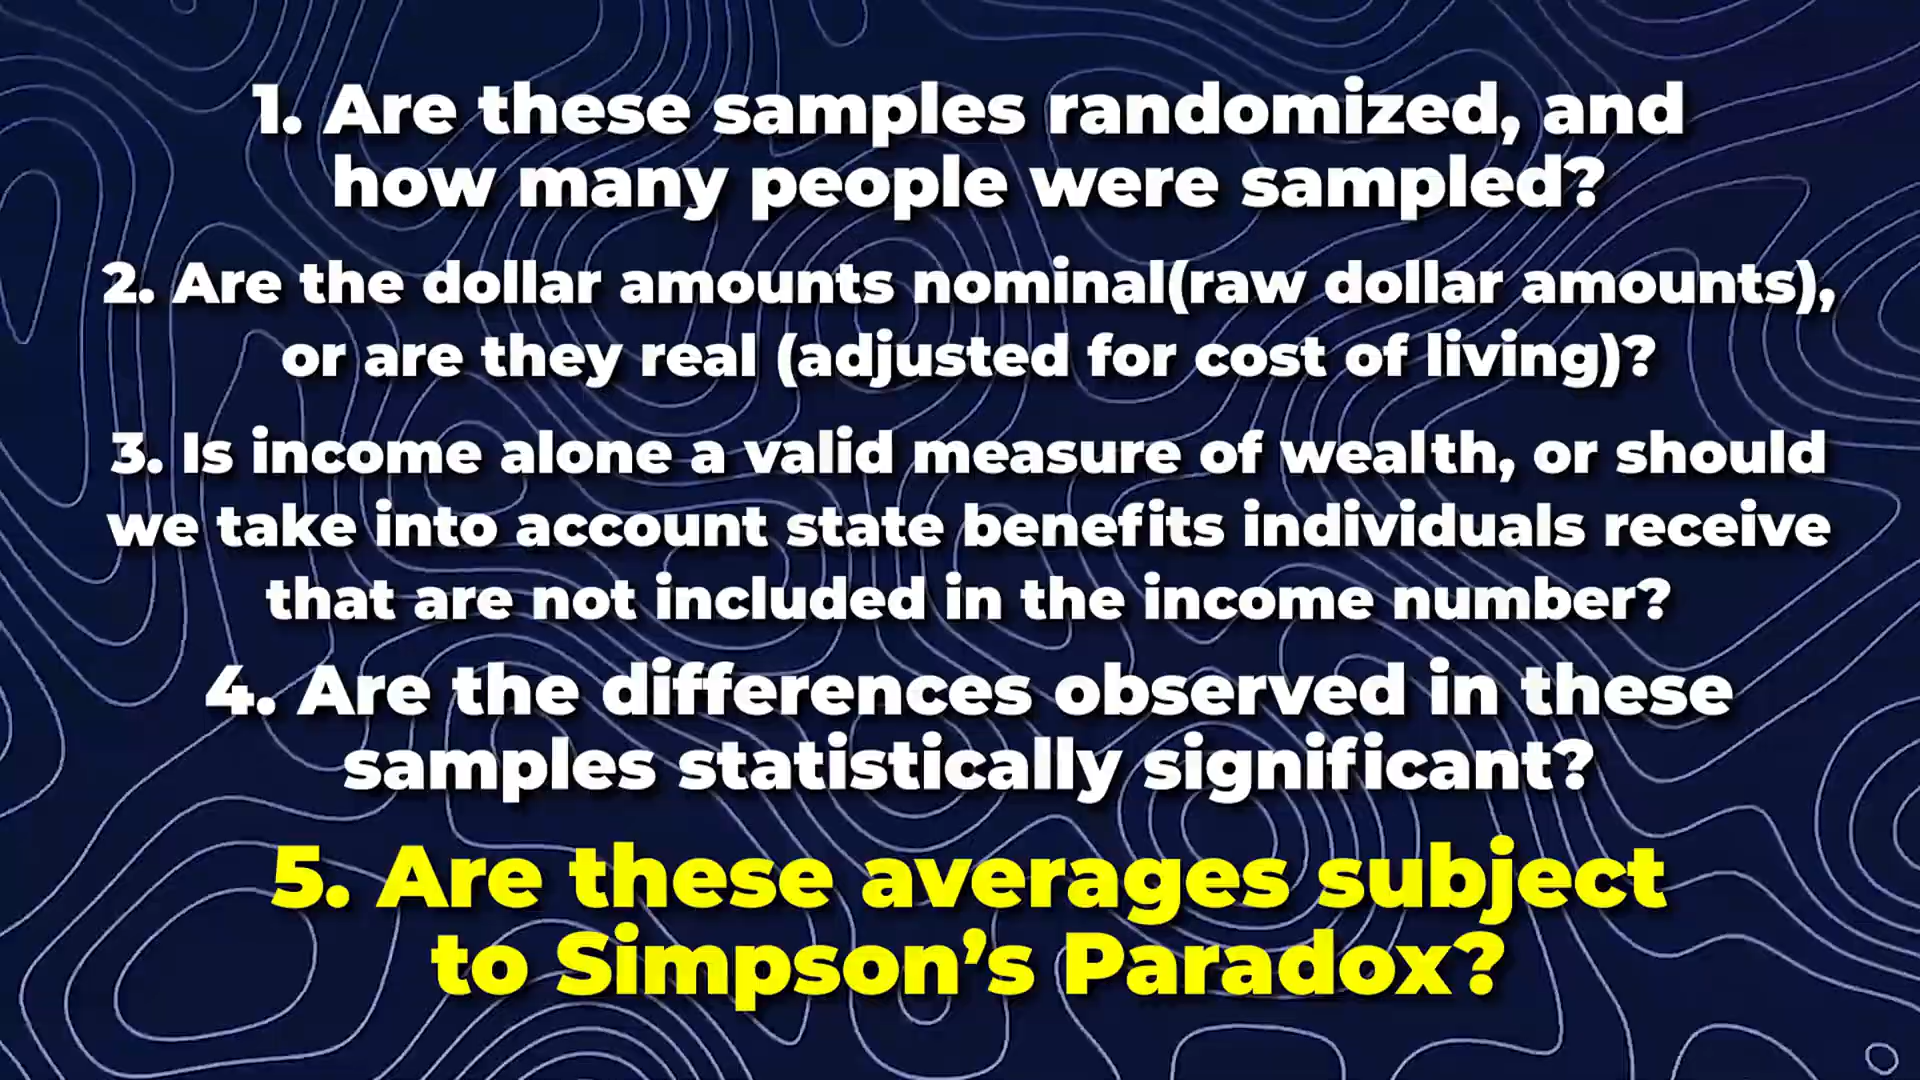 1. Are these samples randomized, and
how many people were sampled?
2. Are the dollar amounts nominal(raw dollar amounts),
or are they real (adjusted for cost of living)?
3. Is income alone a valid measure of wealth, or should
we take into account state benefits individuals receive
that are not included in the income number?
4. Are the differences observed in these
samples statistically significant?
5. Are these averages subject
to Simpson’s Paradox?